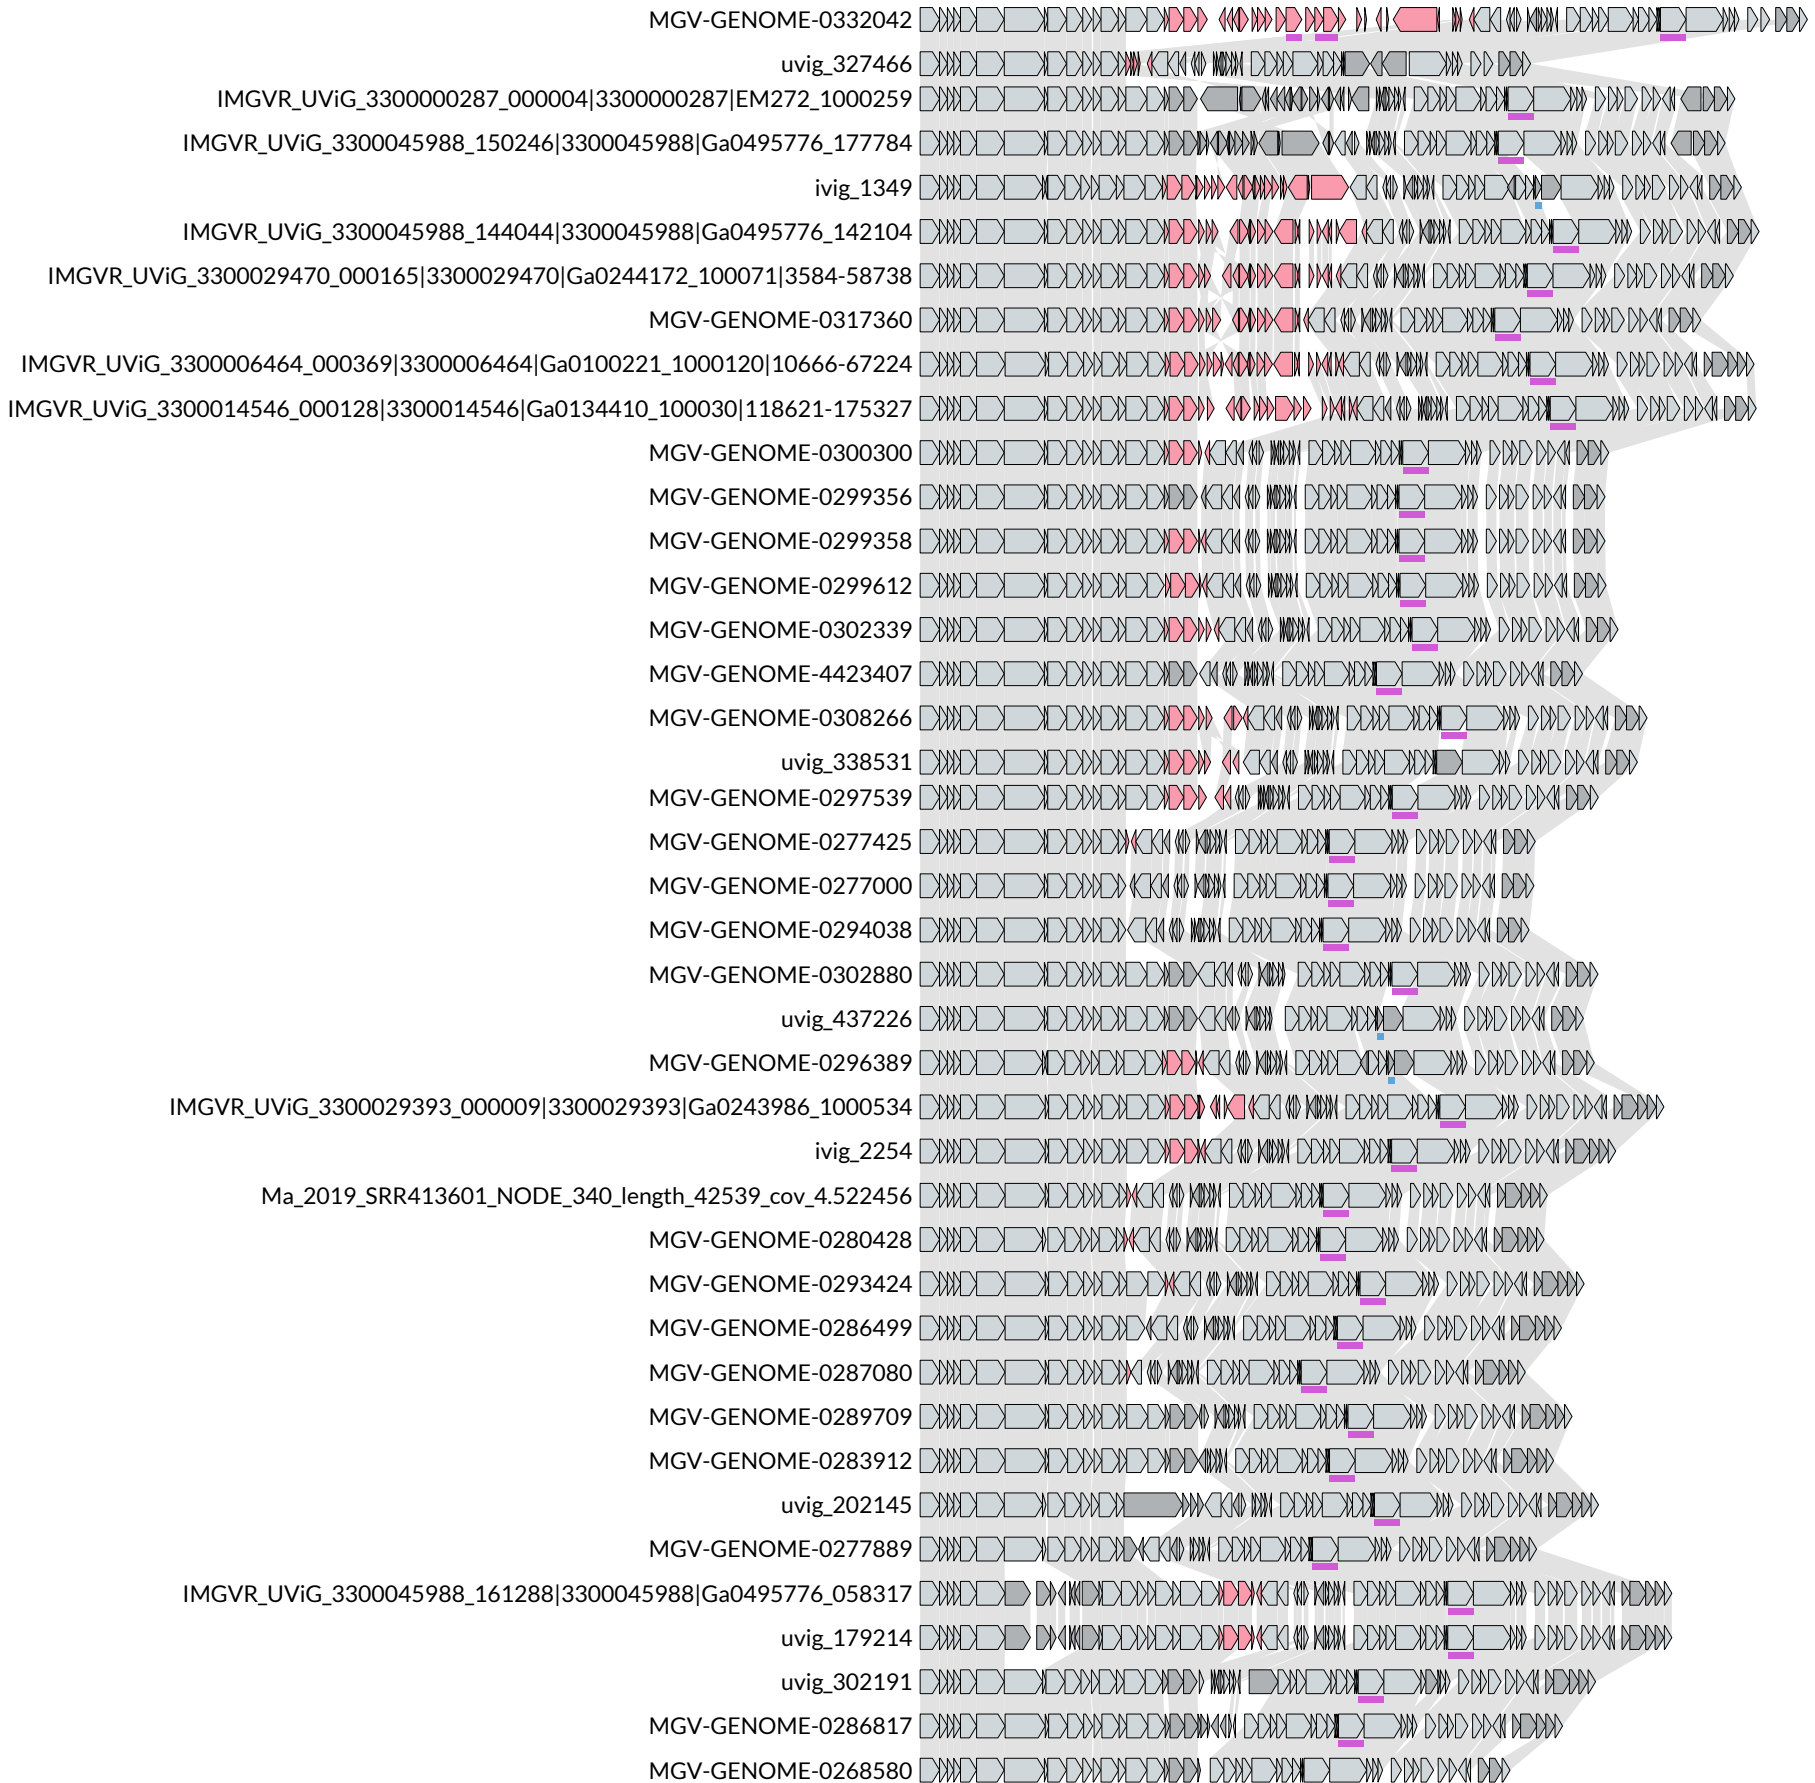 MGV-GENOME-0332042
uvig_327466
IMGVR_UViG_3300000287_000004|3300000287|EM272_1000259
IMGVR_UViG_3300045988_150246|3300045988|Ga0495776_177784
ivig_1349
IMGVR_UViG_3300045988_144044|3300045988|Ga0495776_142104
IMGVR_UViG_3300029470_000165|3300029470|Ga0244172_100071|3584-58738
MGV-GENOME-0317360
IMGVR_UViG_3300006464_000369|3300006464|Ga0100221_1000120|10666-67224
IMGVR_UViG_3300014546_000128|3300014546|Ga0134410_100030|118621-175327
MGV-GENOME-0300300
MGV-GENOME-0299356
MGV-GENOME-0299358
MGV-GENOME-0299612
MGV-GENOME-0302339
MGV-GENOME-4423407
MGV-GENOME-0308266
uvig_338531
MGV-GENOME-0297539
MGV-GENOME-0277425
MGV-GENOME-0277000
MGV-GENOME-0294038
MGV-GENOME-0302880
uvig_437226
MGV-GENOME-0296389
IMGVR_UViG_3300029393_000009|3300029393|Ga0243986_1000534
ivig_2254
Ma_2019_SRR413601_NODE_340_length_42539_cov_4.522456
MGV-GENOME-0280428
MGV-GENOME-0293424
MGV-GENOME-0286499
MGV-GENOME-0287080
MGV-GENOME-0289709
MGV-GENOME-0283912
uvig_202145
MGV-GENOME-0277889
IMGVR_UViG_3300045988_161288|3300045988|Ga0495776_058317
uvig_179214
uvig_302191
MGV-GENOME-0286817
MGV-GENOME-0268580